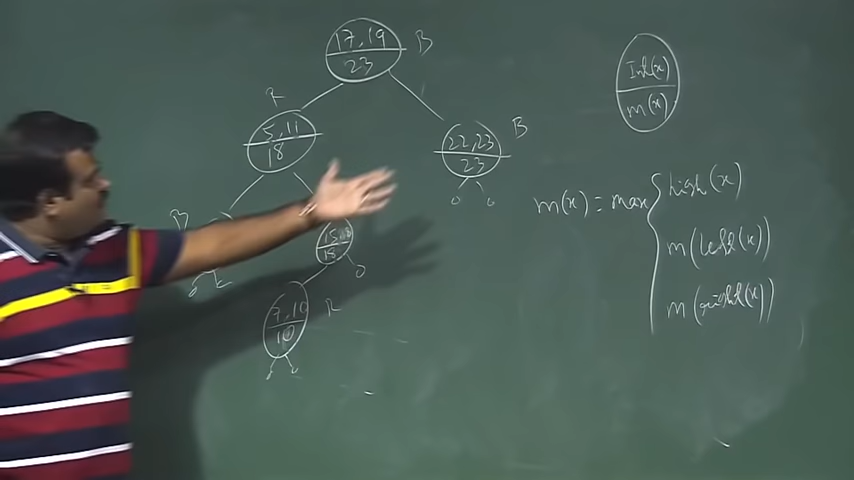 17,19
23
B
R
5,11
18
22,23
23
B
B
15,18
18
7,10
10
R
Int(x)
m(x)
m(x) = max { high(x)
m(left(x))
m(right(x))